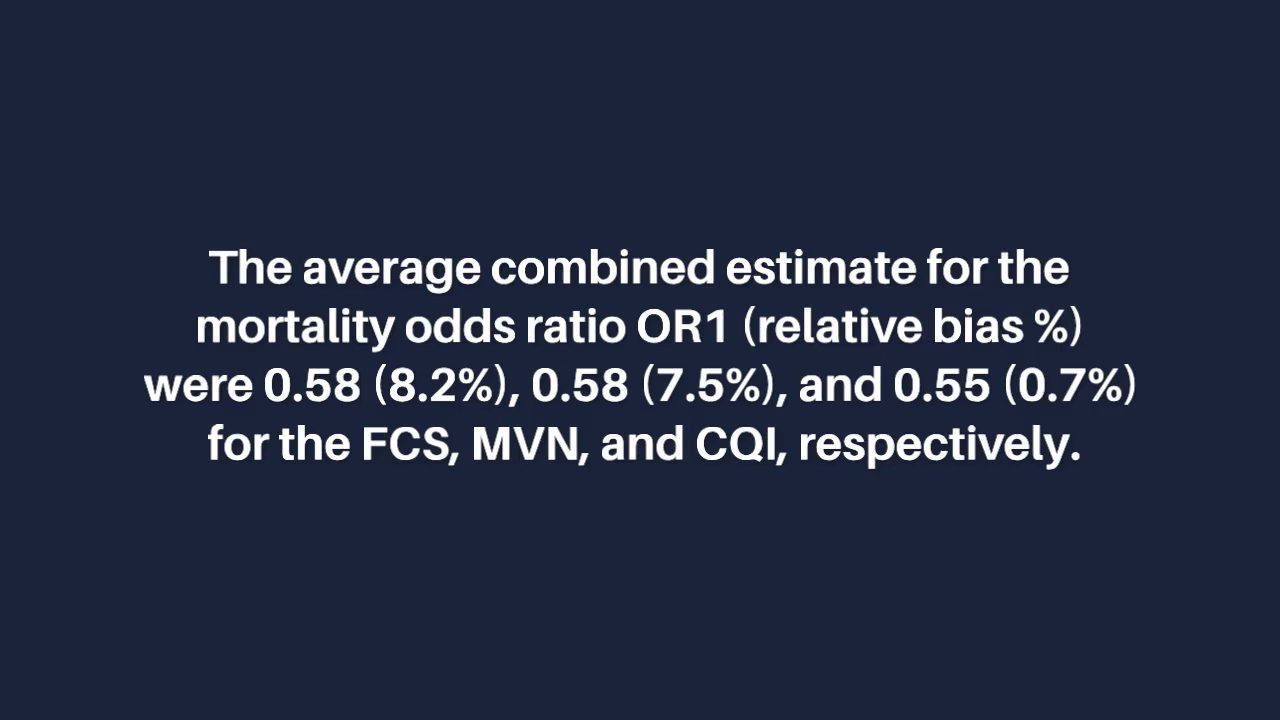 The average combined estimate for the
mortality odds ratio OR1 (relative bias %)
were 0.58 (8.2%), 0.58 (7.5%), and 0.55 (0.7%)
for the FCS, MVN, and CQI, respectively.